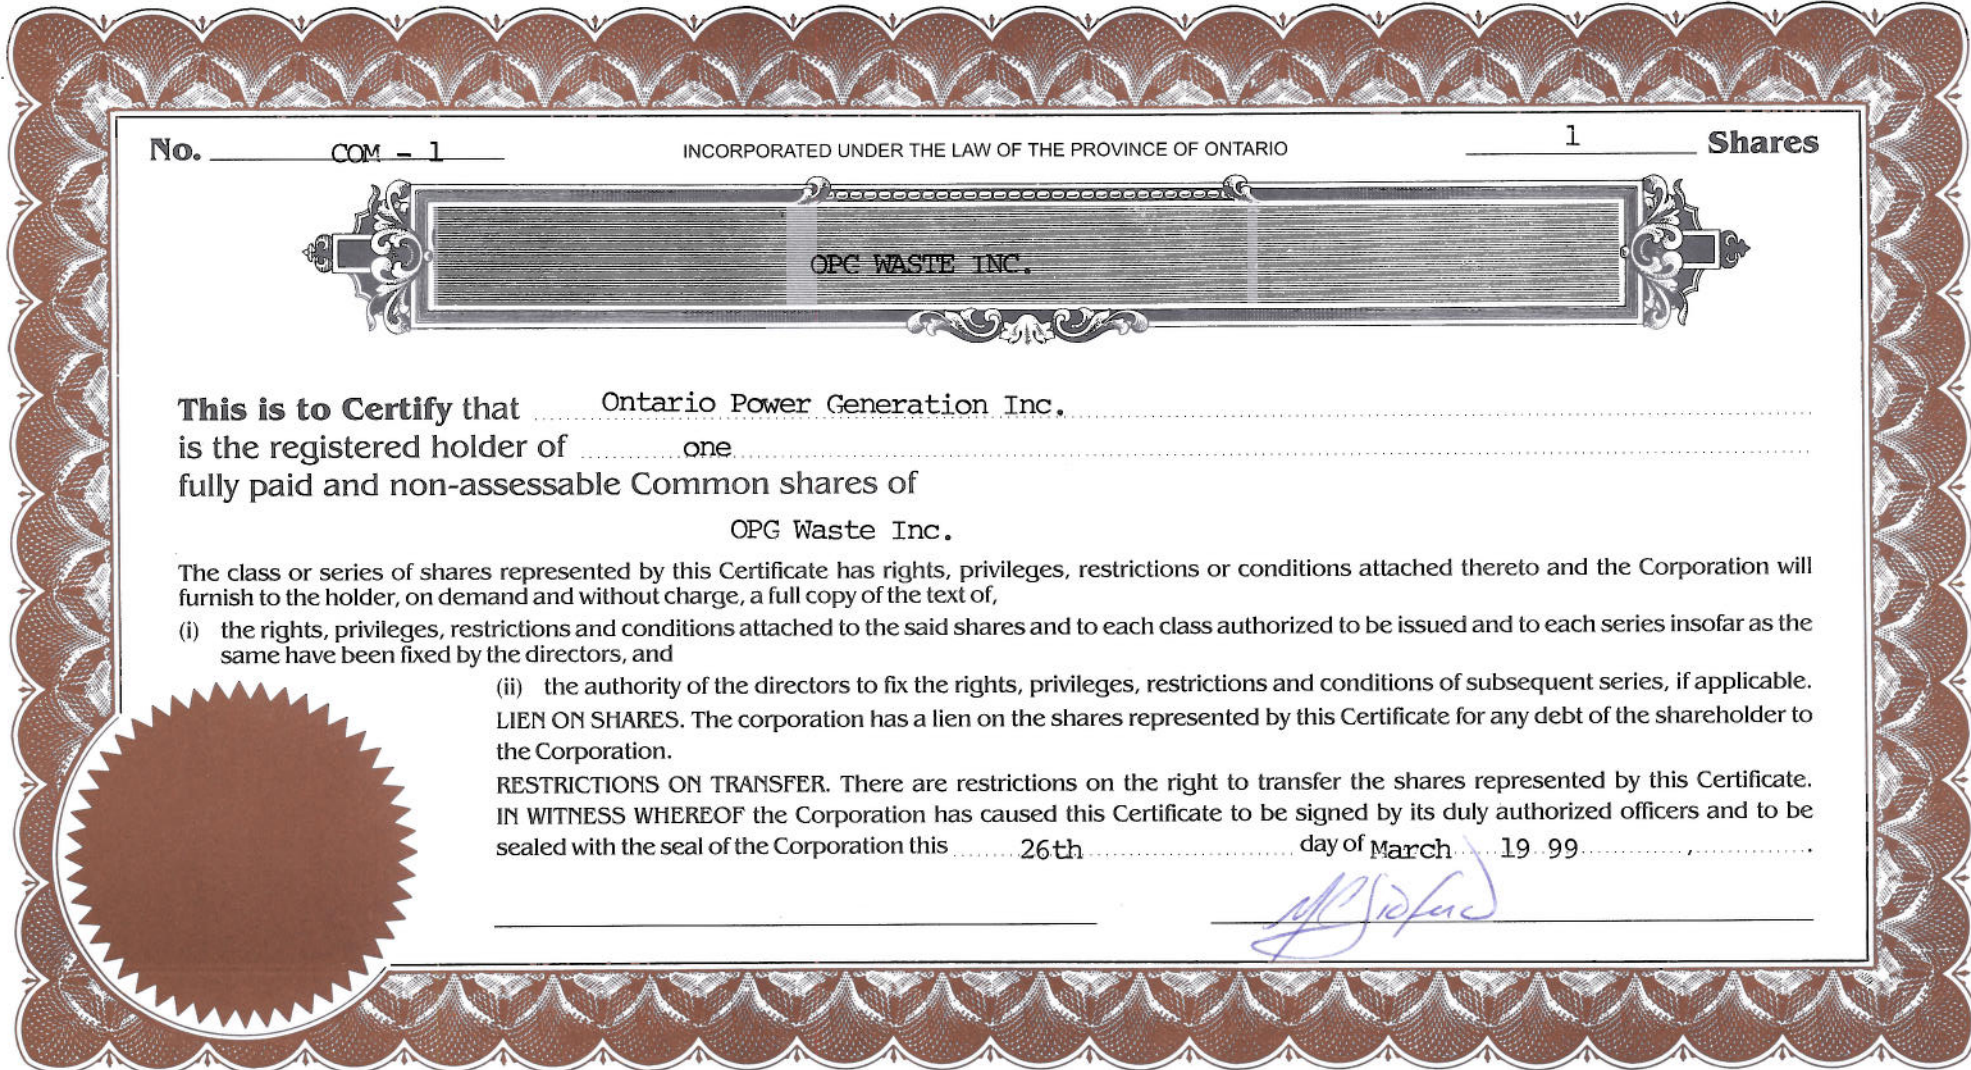 No. COM - 1 INCORPORATED UNDER THE LAW OF THE PROVINCE OF ONTARIO 1 Shares
OPG WASTE INC.
This is to Certify that Ontario Power Generation Inc.
is the registered holder of one
fully paid and non-assessable Common shares of
OPG Waste Inc.
The class or series of shares represented by this Certificate has rights, privileges, restrictions or conditions attached thereto and the Corporation will
furnish to the holder, on demand and without charge, a full copy of the text of,
(i) the rights, privileges, restrictions and conditions attached to the said shares and to each class authorized to be issued and to each series insofar as the
same have been fixed by the directors, and
(ii) the authority of the directors to fix the rights, privileges, restrictions and conditions of subsequent series, if applicable.
LIEN ON SHARES. The corporation has a lien on the shares represented by this Certificate for any debt of the shareholder to
the Corporation.
RESTRICTIONS ON TRANSFER. There are restrictions on the right to transfer the shares represented by this Certificate.
IN WITNESS WHEREOF the Corporation has caused this Certificate to be signed by its duly authorized officers and to be
sealed with the seal of the Corporation this 26th day of March 19 99 , .